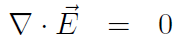 ∇ · E⃗ = 0